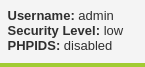 Username: admin
Security Level: low
PHPIDS: disabled